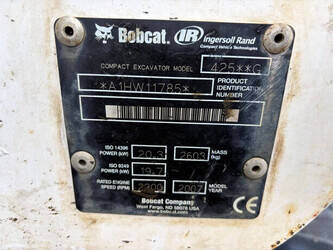 Bobcat. IR Ingersoll Rand
Compact Vehicle Technologies
COMPACT EXCAVATOR MODEL 425**G
*A1HW11785* PRODUCT IDENTIFICATION NUMBER
ISO 14396 POWER (kW) 20.3 2603 MASS (kg)
ISO 9249 POWER (kW) 19.7
RATED ENGINE SPEED (RPM) 2200 2007 MODEL YEAR
Bobcat Company
West Fargo, ND 58078 USA
www.bobcat.com
CE